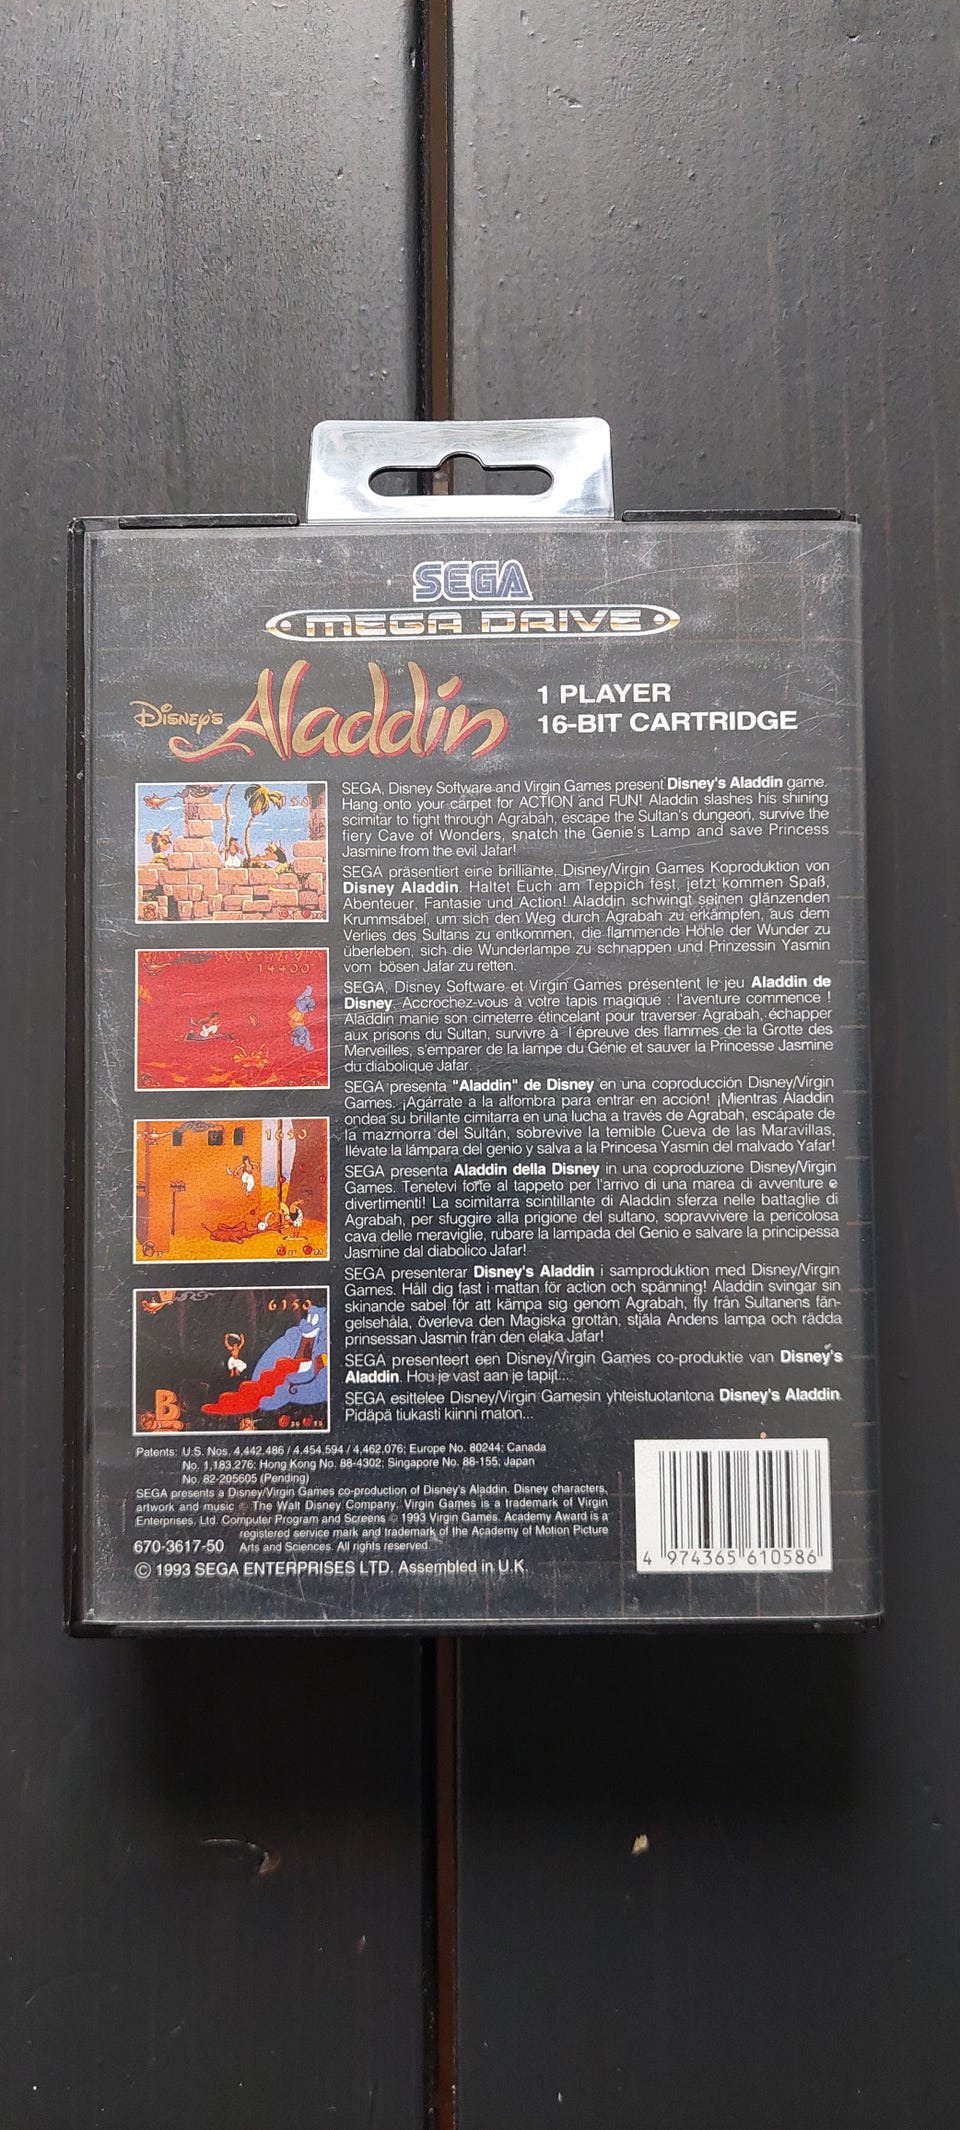 SEGA
MEGA DRIVE
DISNEY'S Aladdin
1 PLAYER
16-BIT CARTRIDGE
SEGA, Disney Software and Virgin Games present Disney's Aladdin game.
Hang onto your carpet for ACTION and FUN! Aladdin slashes his shining
scimitar to fight through Agrabah, escape the Sultan's dungeon, survive the
fiery Cave of Wonders, snatch the Genie's Lamp and save Princess
Jasmine from the evil Jafar!
SEGA präsentiert eine brilliante, Disney/Virgin Games Koproduktion von
Disney Aladdin. Haltet Euch am Teppich fest, jetzt kommen Spaß,
Abenteuer, Fantasie und Action! Aladdin schwingt seinen glänzenden
Krummsäbel, um sich den Weg durch Agrabah zu erkämpfen, aus dem
Verlies des Sultans zu entkommen, die flammende Höhle der Wunder zu
überleben, sich die Wunderlampe zu schnappen und Prinzessin Yasmin
vom bösen Jafar zu retten.
SEGA, Disney Software et Virgin Games présentent le jeu Aladdin de
Disney. Accrochez-vous à votre tapis magique : l'aventure commence !
Aladdin manie son cimeterre étincelant pour traverser Agrabah, échapper
aux prisons du Sultan, survivre à l'épreuve des flammes de la Grotte des
Merveilles, s'emparer de la lampe du Génie et sauver la Princesse Jasmine
du diabolique Jafar.
SEGA presenta "Aladdin" de Disney en una coproducción Disney/Virgin
Games. ¡Agárrate a la alfombra para entrar en acción! ¡Mientras Aladdin
ondea su brillante cimitarra en una lucha a través de Agrabah, escápate de
la mazmorra del Sultán, sobrevive la temible Cueva de las Maravillas,
llévate la lámpara del genio y salva a la Princesa Yasmín del malvado Yafar!
SEGA presenta Aladdin della Disney in una coproduzione Disney/Virgin
Games. Tenetevi forte al tappeto per l'arrivo di una marea di avventure e
divertimenti! La scimitarra scintillante di Aladdin sferza nelle battaglie di
Agrabah, per sfuggire alla prigione del sultano, sopravvivere la pericolosa
cava delle meraviglie, rubare la lampada del Genio e salvare la principessa
Jasmine dal diabolico Jafar!
SEGA presenterar Disney's Aladdin i samproduktion med Disney/Virgin
Games. Håll dig fast i mattan för action och spänning! Aladdin svingar sin
skinande sabel för att kämpa sig genom Agrabah, fly från Sultanens fän-
gelsehåla, överleva den Magiska grottan, stjäla Andens lampa och rädda
prinsessan Jasmin från den elaka Jafar!
SEGA presenteert een Disney/Virgin Games co-produktie van Disney's
Aladdin. Hou je vast aan je tapijt...
SEGA esittelee Disney/Virgin Gamesin yhteistuotantona Disney's Aladdin.
Pidäpä tiukasti kiinni maton...
14400
1650
6150
B
Patents: U.S. Nos. 4,442,486 / 4,454,594 / 4,462,076; Europe No. 80244; Canada
No. 1,183,276; Hong Kong No. 88-4302; Singapore No. 88-155; Japan
No. 82-205605 (Pending)
SEGA presents a Disney/Virgin Games co-production of Disney's Aladdin. Disney characters,
artwork and music © The Walt Disney Company. Virgin Games is a trademark of Virgin
Enterprises, Ltd. Computer Program and Screens © 1993 Virgin Games. Academy Award is a
registered service mark and trademark of the Academy of Motion Picture
Arts and Sciences. All rights reserved.
670-3617-50
© 1993 SEGA ENTERPRISES LTD. Assembled in U.K.
4 974365 610586